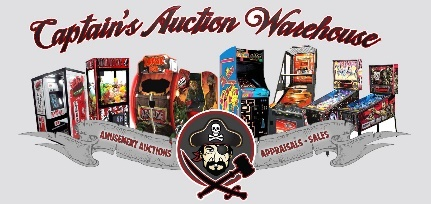 Captain's Auction Warehouse
AMUSEMENT AUCTIONS
APPRAISALS • SALES